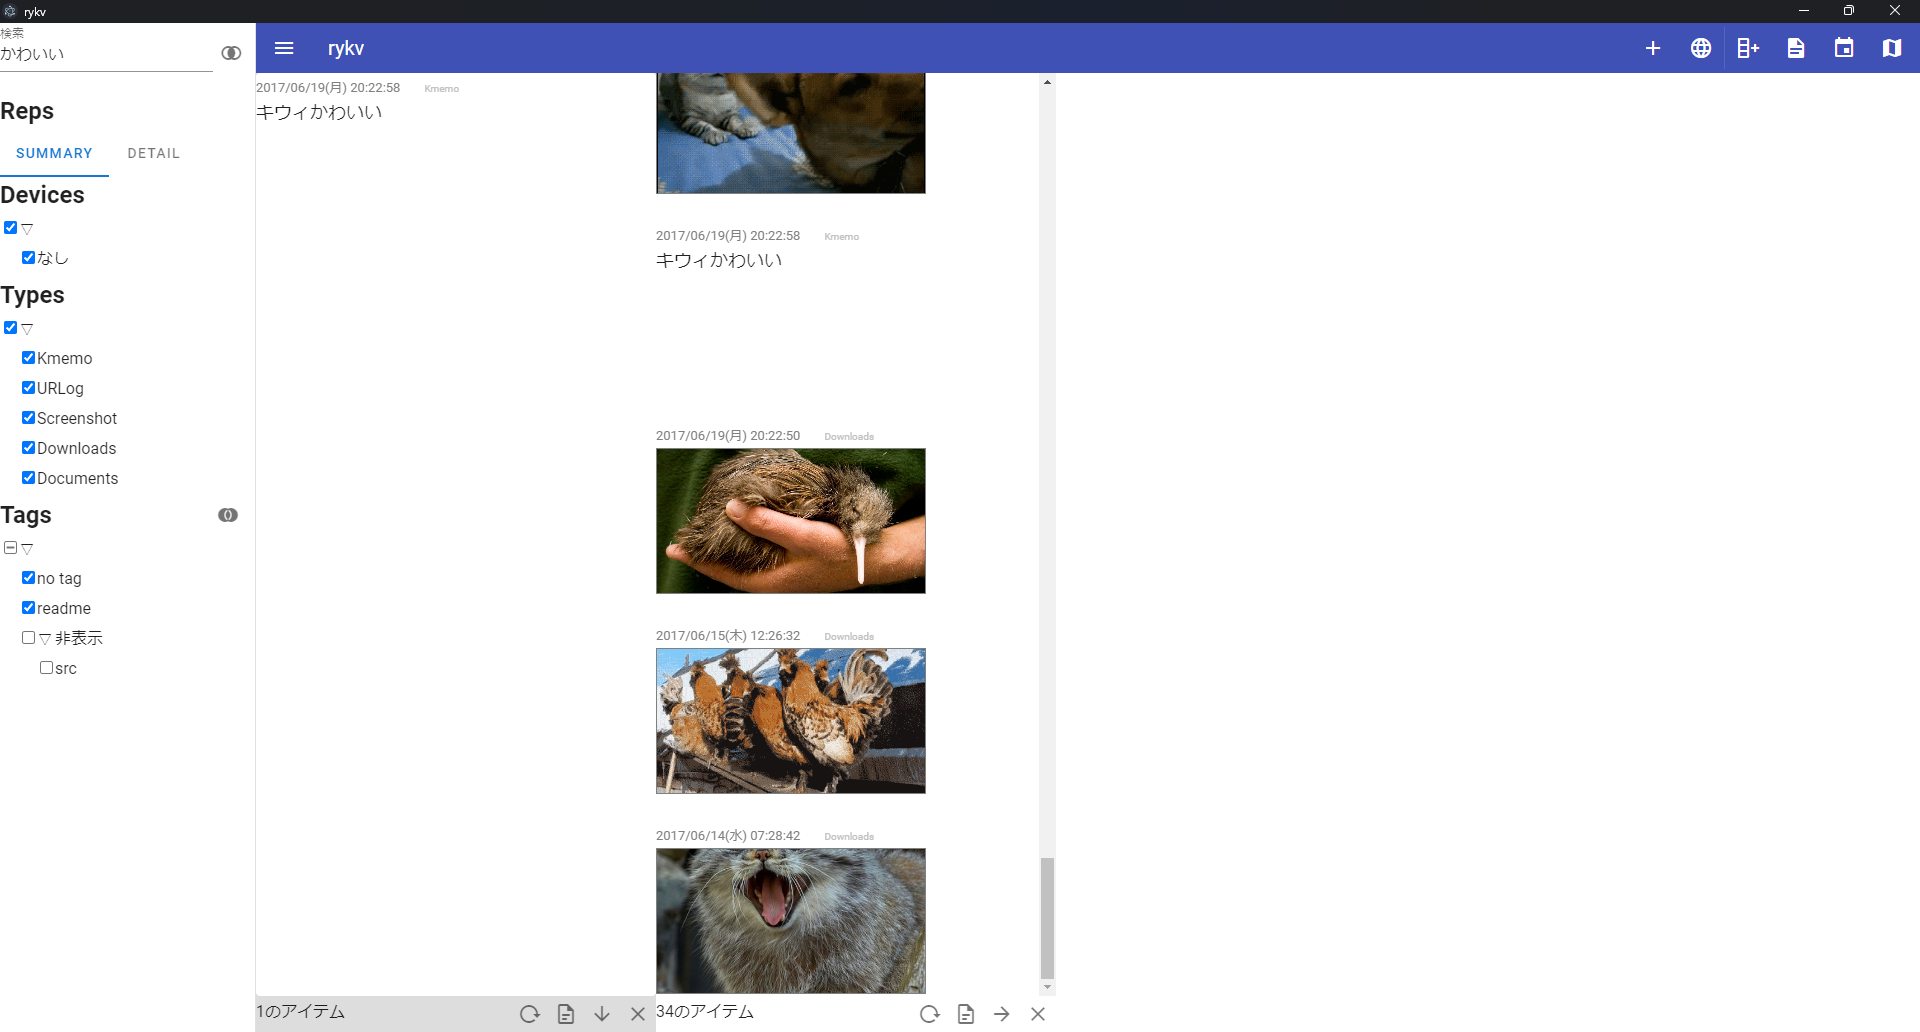 rykv
検索
かわいい
rykv
Reps
SUMMARY DETAIL
Devices
▽
なし
Types
▽
Kmemo
URLog
Screenshot
Downloads
Documents
Tags
▽
no tag
readme
▽ 非表示
src
2017/06/19(月) 20:22:58 Kmemo
キウィかわいい
1のアイテム
2017/06/19(月) 20:22:58 Kmemo
キウィかわいい
2017/06/19(月) 20:22:50 Downloads
2017/06/15(木) 12:26:32 Downloads
2017/06/14(水) 07:28:42 Downloads
34のアイテム